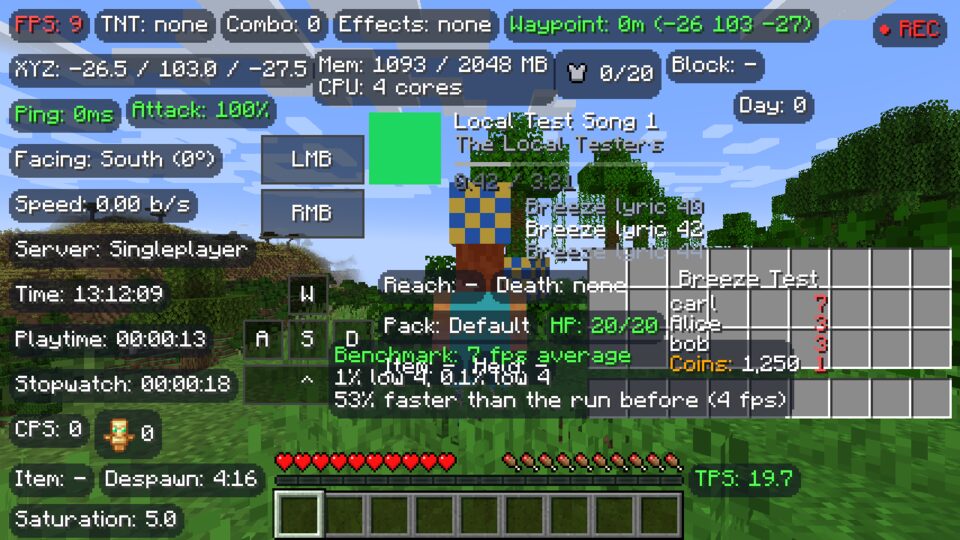 FPS: 9
TNT: none
Combo: 0
Effects: none
Waypoint: 0m (-26 103 -27)
REC
XYZ: -26.5 / 103.0 / -27.5
Mem: 1093 / 2048 MB
CPU: 4 cores
0/20
Block: -
Day: 0
Ping: 0ms
Attack: 100%
Local Test Song 1
The Local Testers
Facing: South (0°)
LMB
0:42 / 3:31
Speed: 0.00 b/s
RMB
Breeze lyric 40
Breeze lyric 42
Breeze lyric 44
Server: Singleplayer
Reach: -
Death: none
Breeze Test
Time: 13:12:09
W
carl 7
Pack: Default
HP: 20/20
Alice 3
Playtime: 00:00:13
A
S
D
bob 3
Benchmark: 7 fps average
Item: -
Held: -
Coins: 1,250 1
1% low 4, 0.1% low 4
Stopwatch: 00:00:18
^
53% faster than the run before (4 fps)
CPS: 0
0
Item: -
Despawn: 4:16
TPS: 19.7
Saturation: 5.0